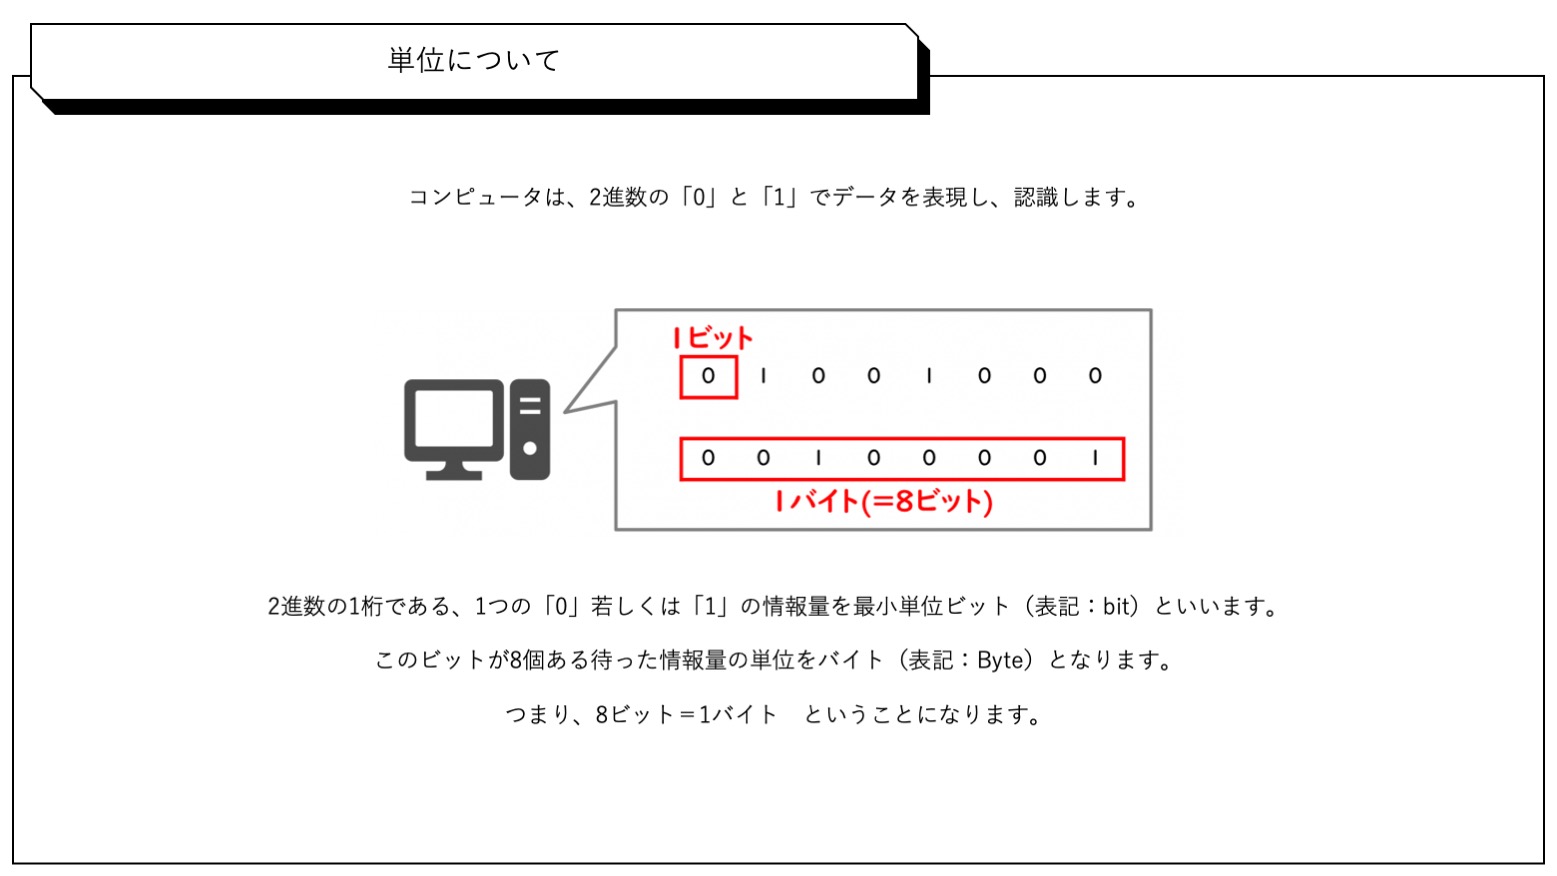 単位について
コンピュータは、2進数の「0」と「1」でデータを表現し、認識します。
1ビット
0 1 0 0 1 0 0 0
0 0 1 0 0 0 0 1
1バイト(=8ビット)
2進数の1桁である、1つの「0」若しくは「1」の情報量を最小単位ビット（表記：bit）といいます。
このビットが8個ある待った情報量の単位をバイト（表記：Byte）となります。
つまり、8ビット＝1バイト　ということになります。